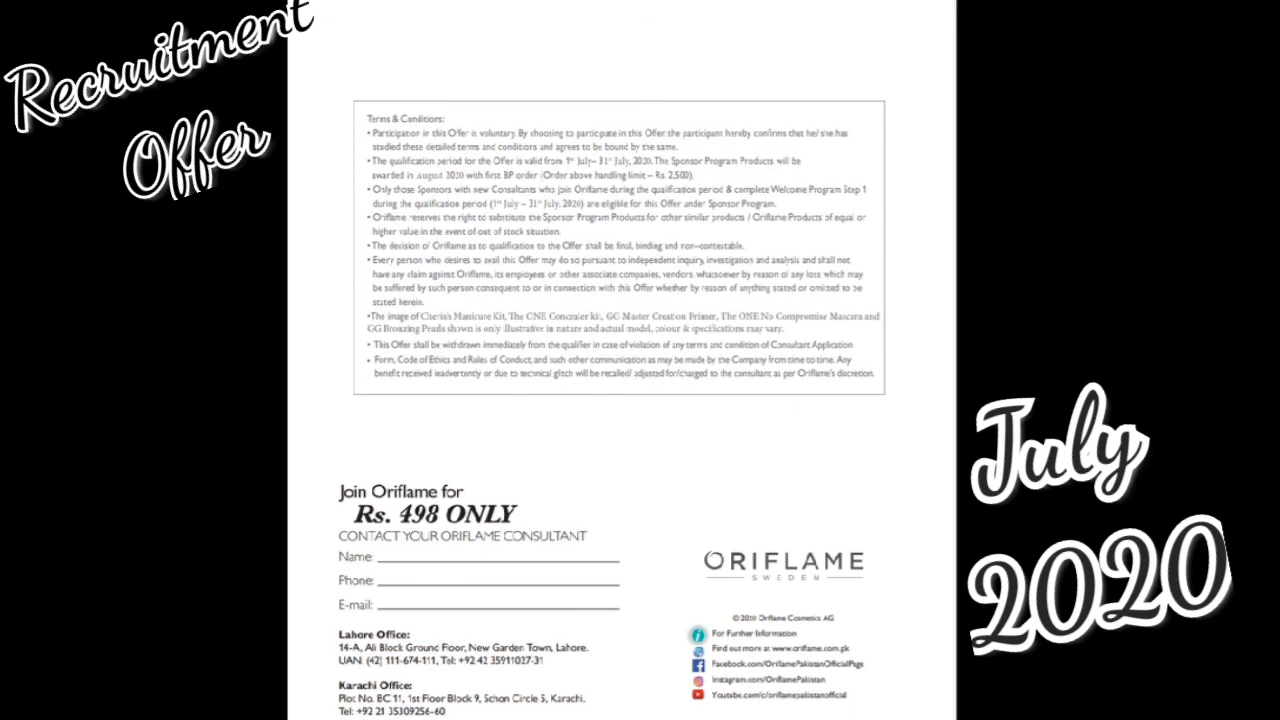 Recruitment
Offer
Terms & Conditions:
• Participation in this Offer is voluntary. By choosing to participate in this Offer the participant hereby confirms that he/ she has
studied these detailed terms and conditions and agrees to be bound by the same.
• The qualification period for the Offer is valid from 1st July– 31st July, 2020. The Sponsor Program Products will be
awarded in August 2020 with first BP order (Order above handling limit – Rs. 2,500).
• Only those Sponsors with new Consultants who join Oriflame during the qualification period & complete Welcome Program Step 1
during the qualification period (1st July – 31st July, 2020) are eligible for this Offer under Sponsor Program.
• Oriflame reserves the right to substitute the Sponsor Program Products for other similar products / Oriflame Products of equal or
higher value in the event of out of stock situation.
• The decision of Oriflame as to qualification to the Offer shall be final, binding and non–contestable.
• Every person who desires to avail this Offer may do so pursuant to independent inquiry, investigation and analysis and shall not
have any claim against Oriflame, its employees or other associate companies, vendors whatsoever by reason of any loss which may
be suffered by such person consequent to or in connection with this Offer whether by reason of anything stated or omitted to be
stated herein.
•The image of Cherish Manicure Kit, The ONE Concealer kit, GG Master Creation Primer, The ONE No Compromise Mascara and
GG Bronzing Pearls shown is only illustrative in nature and actual model, colour & specifications may vary.
• This Offer shall be withdrawn immediately from the qualifier in case of violation of any terms and condition of Consultant Application
• Form, Code of Ethics and Rules of Conduct, and such other communication as may be made by the Company from time to time. Any
benefit received inadvertently or due to technical glitch will be recalled/ adjusted for/charged to the consultant as per Oriflame's discretion.
July
2020
Join Oriflame for
Rs. 498 ONLY
CONTACT YOUR ORIFLAME CONSULTANT
Name:
Phone:
E-mail:
Lahore Office:
14-A, Ali Block Ground Floor, New Garden Town, Lahore.
UAN: (42) 111-674-111, Tel: +92 42 35911027-31
Karachi Office:
Plot No. BC 11, 1st Floor Block 9, Schon Circle 5, Karachi.
Tel: +92 21 35309256-60
ORIFLAME
SWEDEN
Oriflame Cosmetics AG
For Further Information
Find out more at www.oriflame.com.pk
Facebook.com/OriflamePakistanOfficialPage
Instagram.com/OriflamePakistan
Youtube.com/c/oriflamepakistanofficial